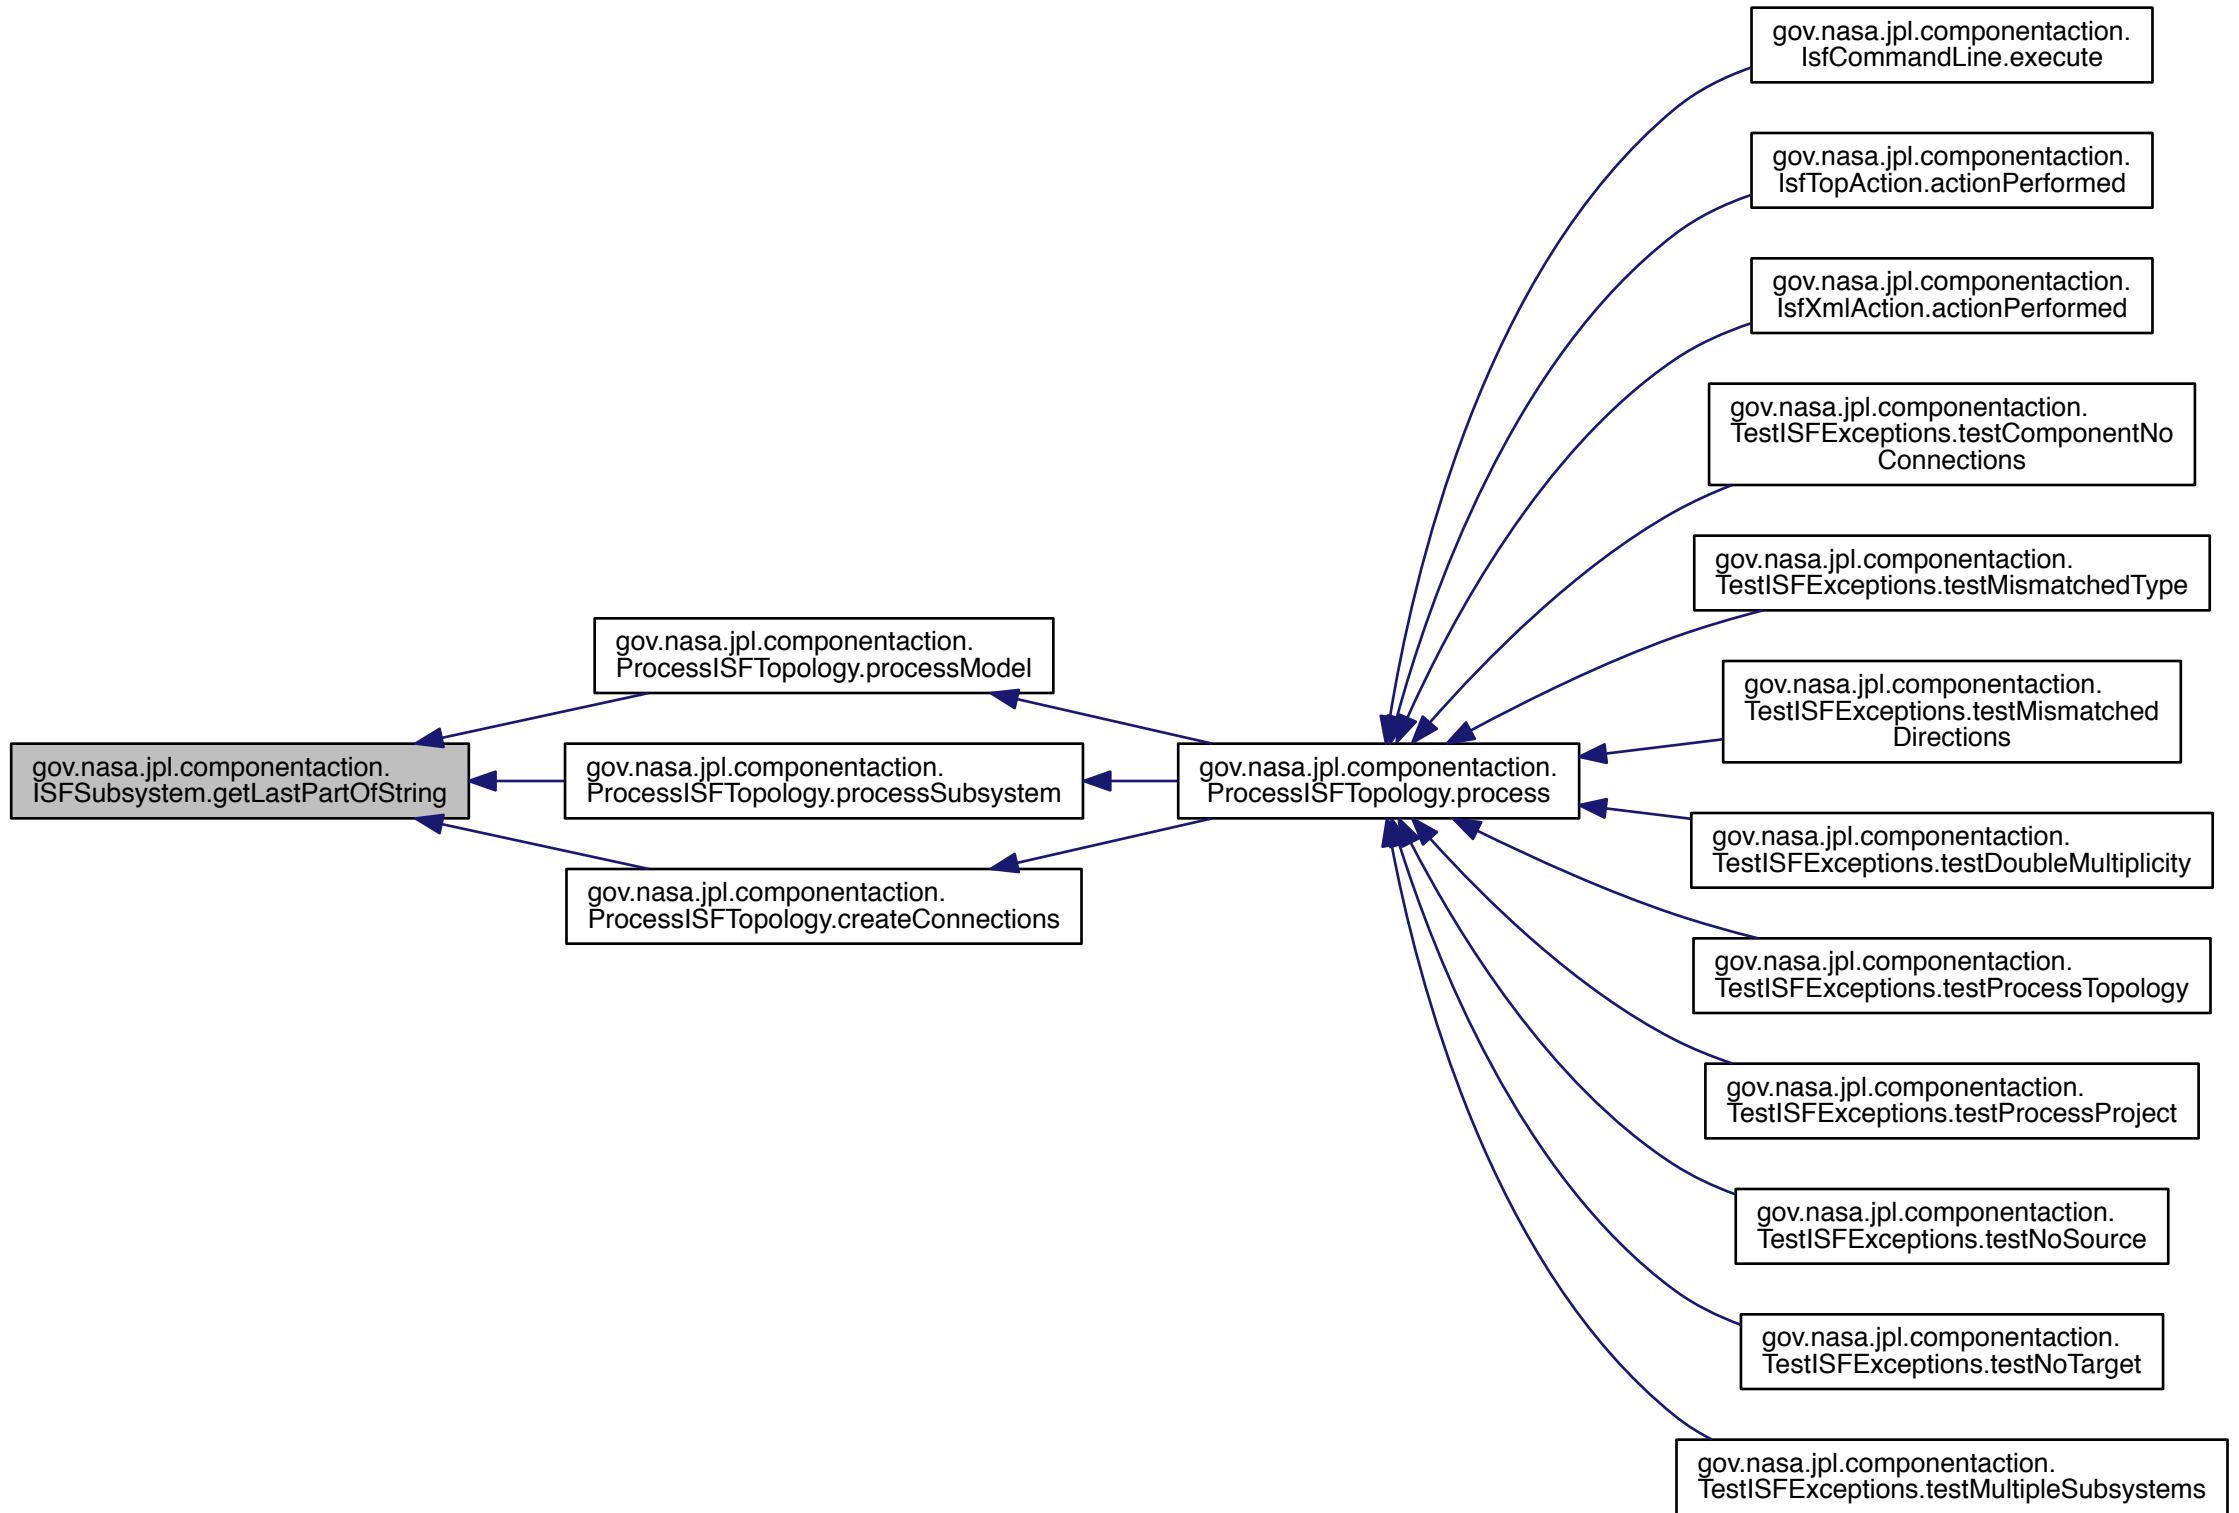 gov.nasa.jpl.componentaction.
IsfCommandLine.execute
gov.nasa.jpl.componentaction.
IsfTopAction.actionPerformed
gov.nasa.jpl.componentaction.
IsfXmlAction.actionPerformed
gov.nasa.jpl.componentaction.
TestISFExceptions.testComponentNo
Connections
gov.nasa.jpl.componentaction.
TestISFExceptions.testMismatchedType
gov.nasa.jpl.componentaction.
ProcessISFTopology.processModel
gov.nasa.jpl.componentaction.
TestISFExceptions.testMismatched
Directions
gov.nasa.jpl.componentaction.
ISFSubsystem.getLastPartOfString
gov.nasa.jpl.componentaction.
ProcessISFTopology.processSubsystem
gov.nasa.jpl.componentaction.
ProcessISFTopology.process
gov.nasa.jpl.componentaction.
TestISFExceptions.testDoubleMultiplicity
gov.nasa.jpl.componentaction.
ProcessISFTopology.createConnections
gov.nasa.jpl.componentaction.
TestISFExceptions.testProcessTopology
gov.nasa.jpl.componentaction.
TestISFExceptions.testProcessProject
gov.nasa.jpl.componentaction.
TestISFExceptions.testNoSource
gov.nasa.jpl.componentaction.
TestISFExceptions.testNoTarget
gov.nasa.jpl.componentaction.
TestISFExceptions.testMultipleSubsystems